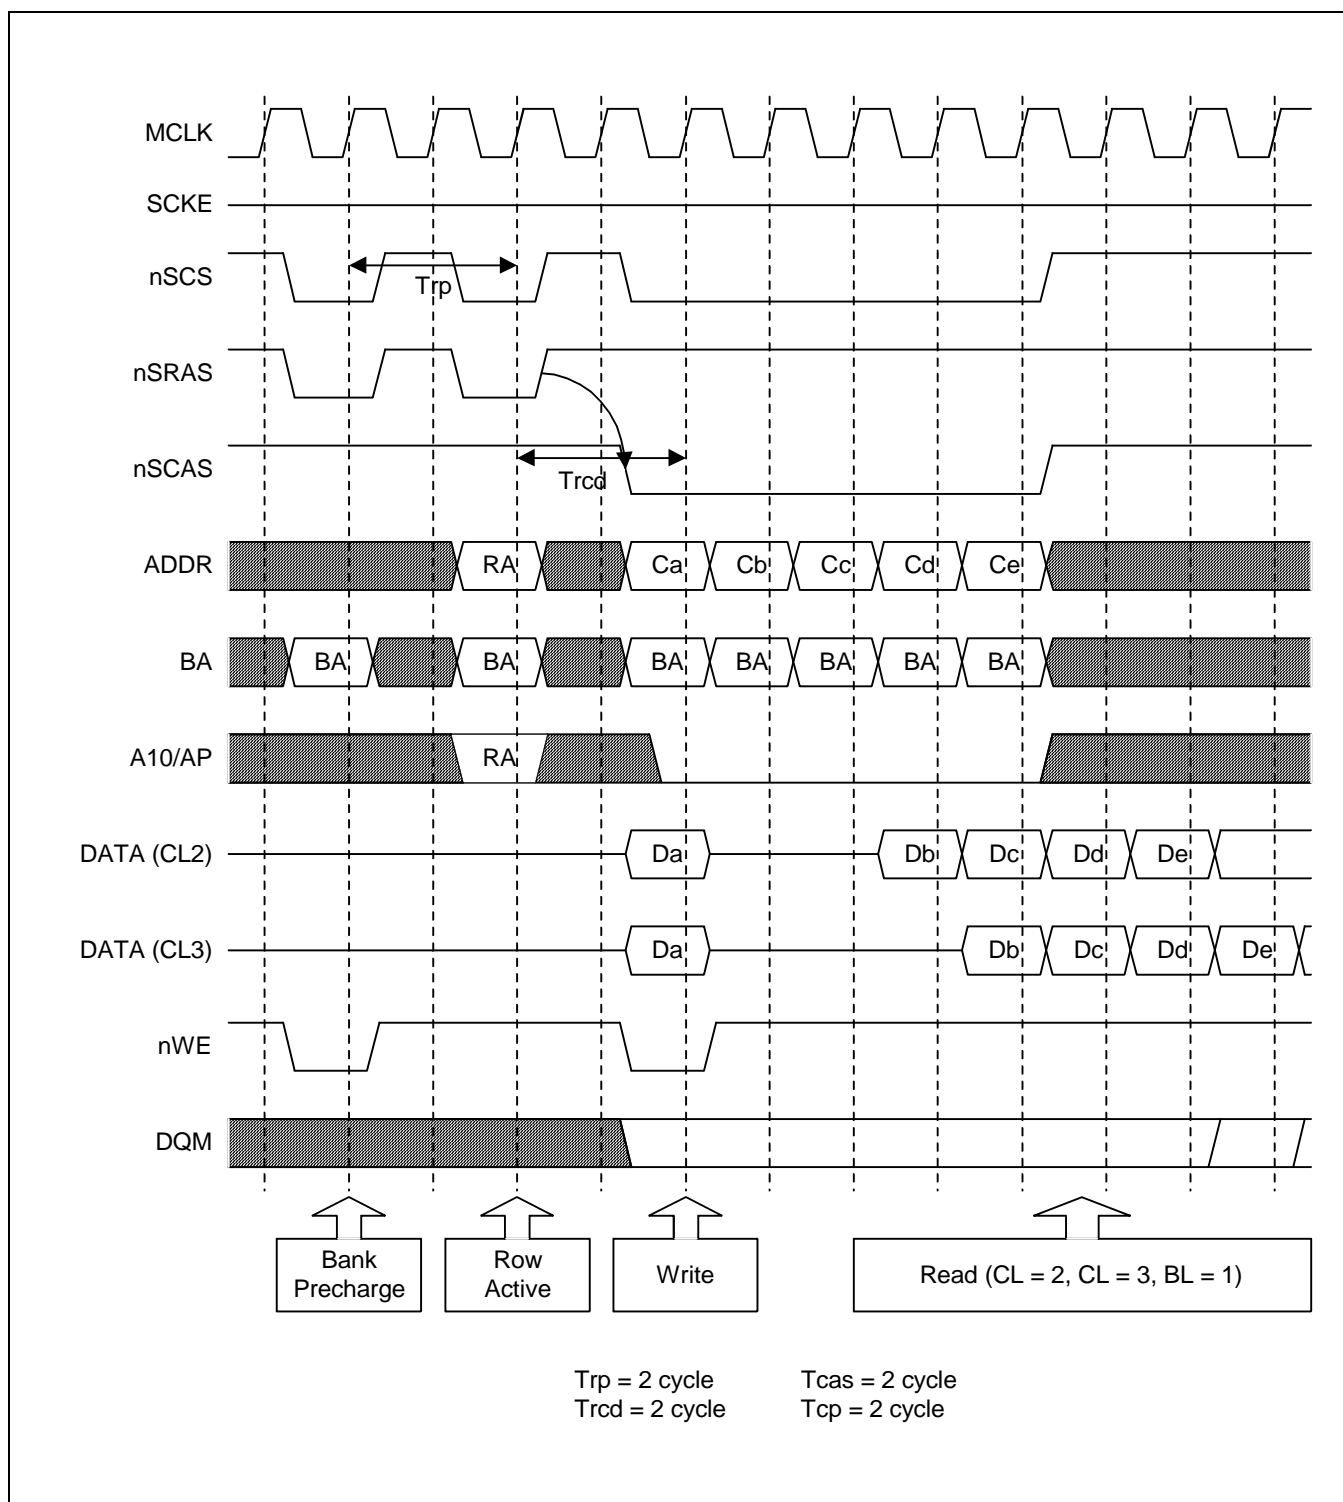 MCLK
SCKE
nSCS
Trp
nSRAS
nSCAS
Trcd
ADDR RA Ca Cb Cc Cd Ce
BA BA BA BA BA BA BA BA
A10/AP RA
DATA (CL2) Da Db Dc Dd De
DATA (CL3) Da Db Dc Dd De
nWE
DQM
Bank
Precharge
Row
Active
Write
Read (CL = 2, CL = 3, BL = 1)
Trp = 2 cycle Tcas = 2 cycle
Trcd = 2 cycle Tcp = 2 cycle